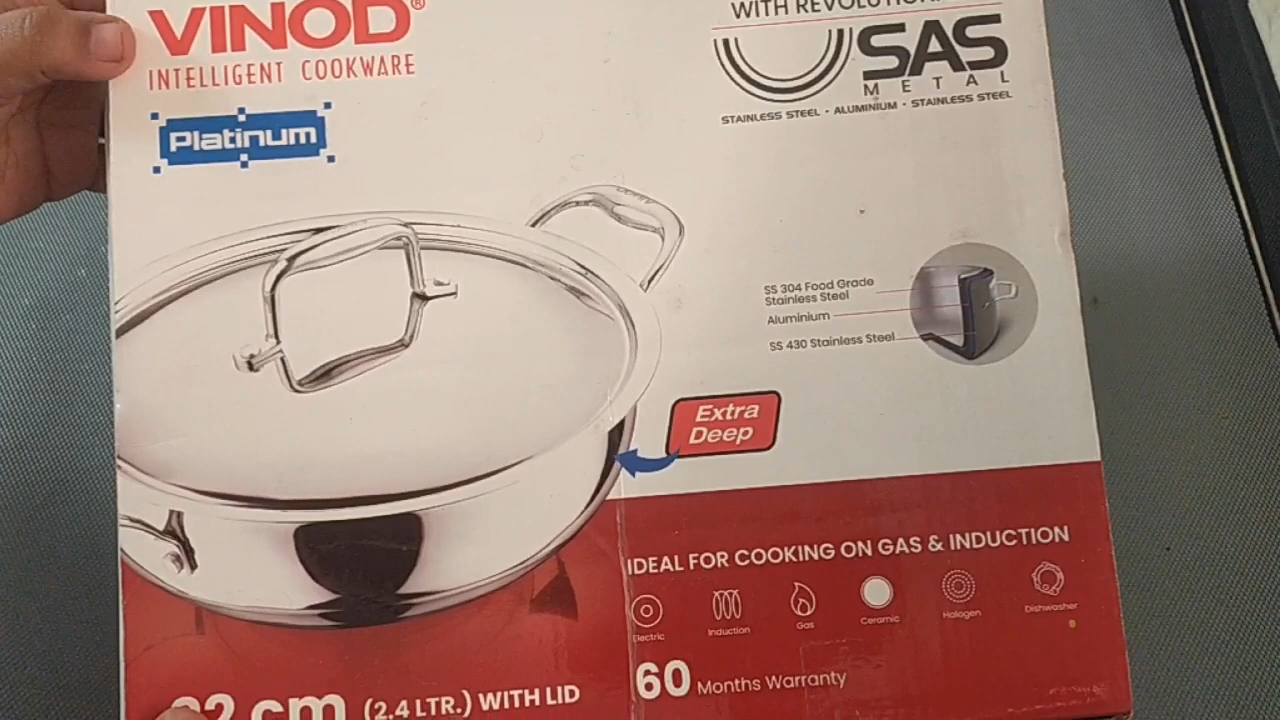 VINOD®
INTELLIGENT COOKWARE
Platinum
WITH
SAS
METAL
STAINLESS STEEL • ALUMINIUM • STAINLESS STEEL
SS 304 Food Grade
Stainless Steel
Aluminium
SS 430 Stainless Steel
Extra
Deep
IDEAL FOR COOKING ON GAS & INDUCTION
Electric Induction Gas Ceramic Halogen Dishwasher
60 Months Warranty
cm (2.4 LTR.) WITH LID